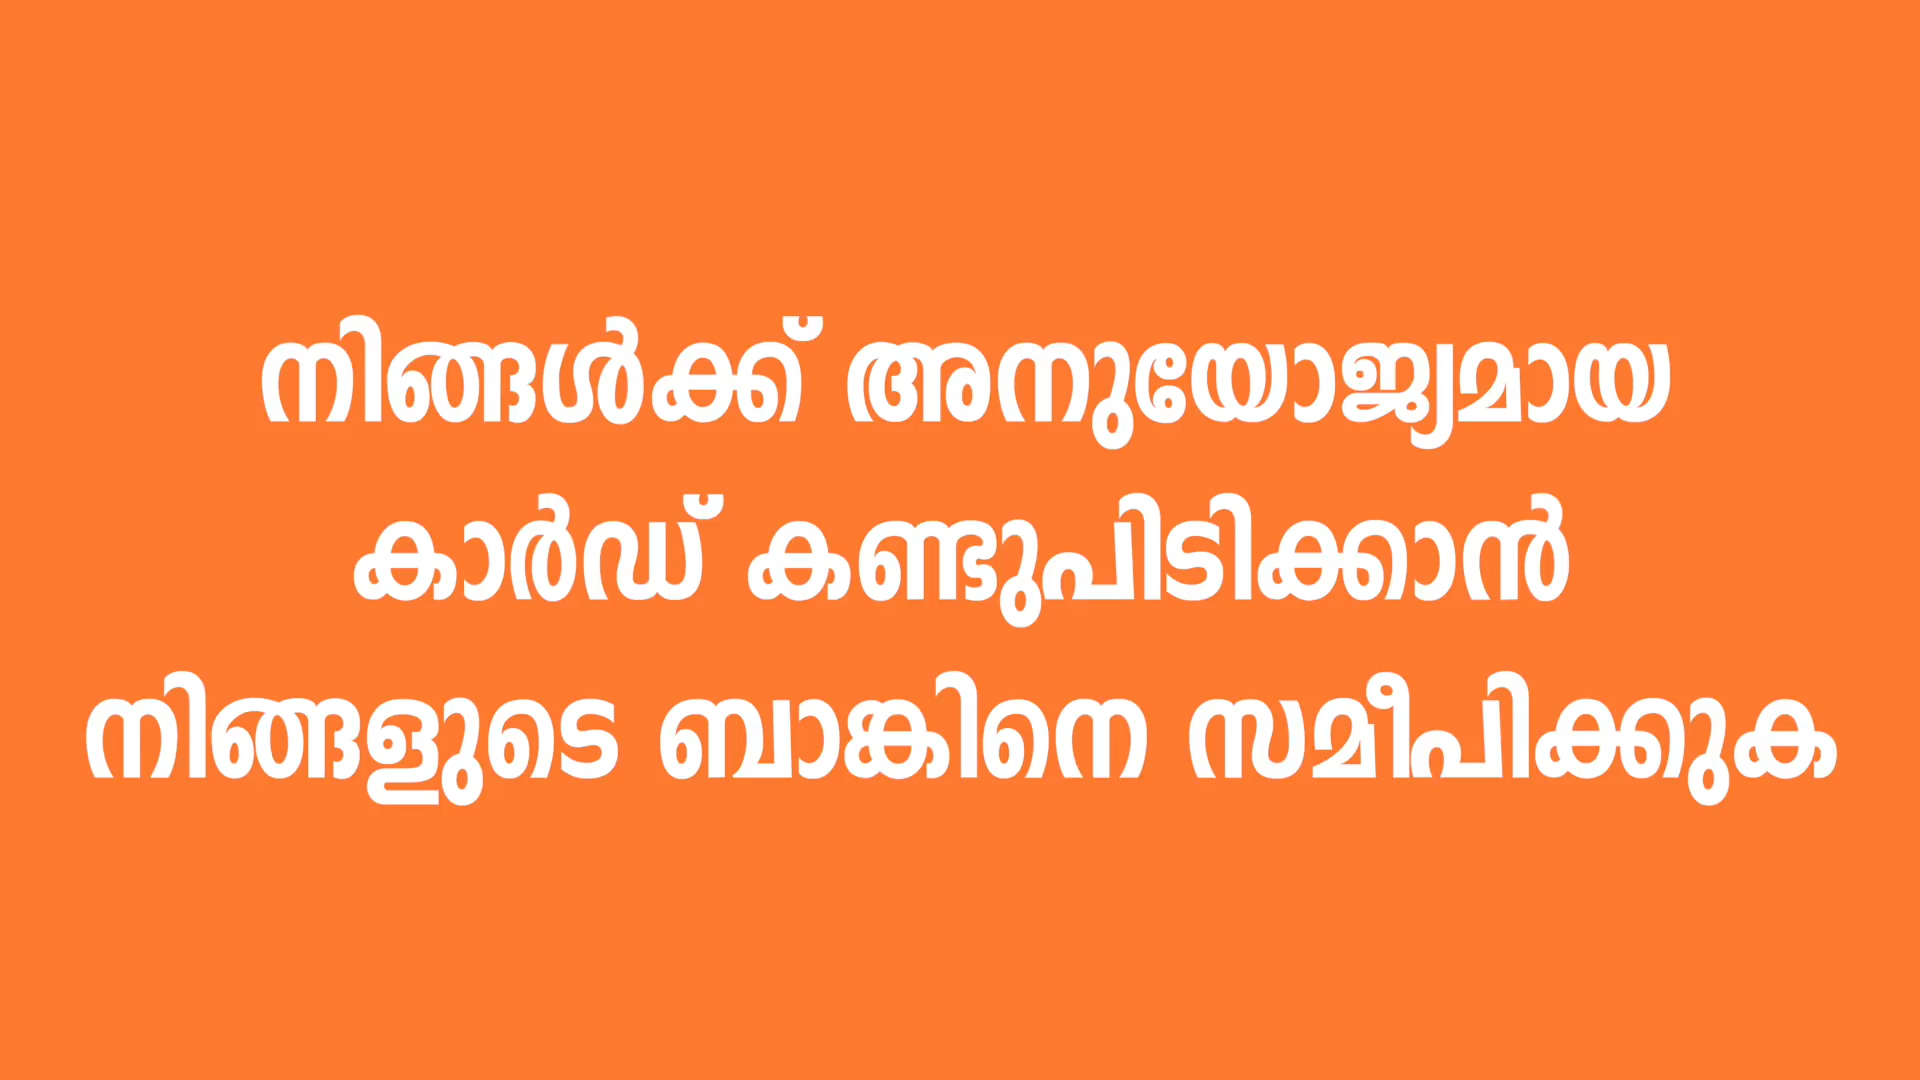 നിങ്ങൾക്ക് അനുയോജ്യമായ
കാർഡ് കണ്ടുപിടിക്കാൻ
നിങ്ങളുടെ ബാങ്കിനെ സമീപിക്കുക